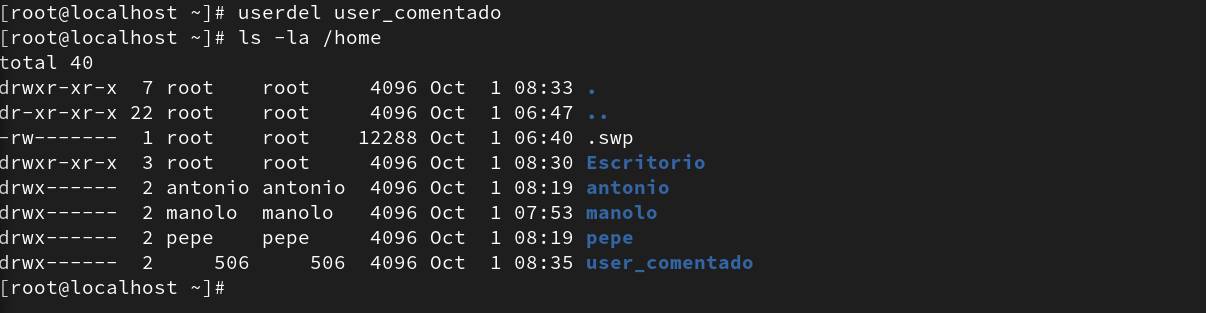 [root@localhost ~]# userdel user_comentado
[root@localhost ~]# ls -la /home
total 40
drwxr-xr-x  7 root    root     4096 Oct  1 08:33 .
dr-xr-xr-x 22 root    root     4096 Oct  1 06:47 ..
-rw-------  1 root    root    12288 Oct  1 06:40 .swp
drwxr-xr-x  3 root    root     4096 Oct  1 08:30 Escritorio
drwx------  2 antonio antonio  4096 Oct  1 08:19 antonio
drwx------  2 manolo  manolo   4096 Oct  1 07:53 manolo
drwx------  2 pepe    pepe     4096 Oct  1 08:19 pepe
drwx------  2     506     506  4096 Oct  1 08:35 user_comentado
[root@localhost ~]#